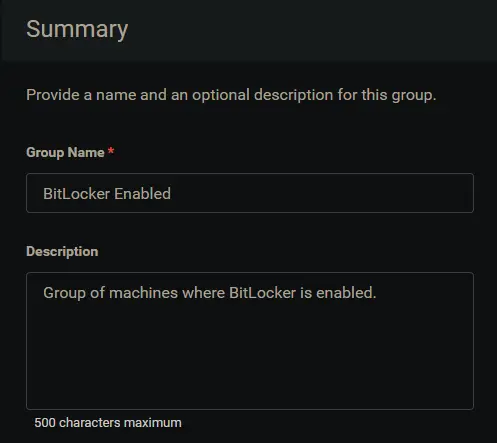 Summary
Provide a name and an optional description for this group.
Group Name *
BitLocker Enabled
Description
Group of machines where BitLocker is enabled.
500 characters maximum